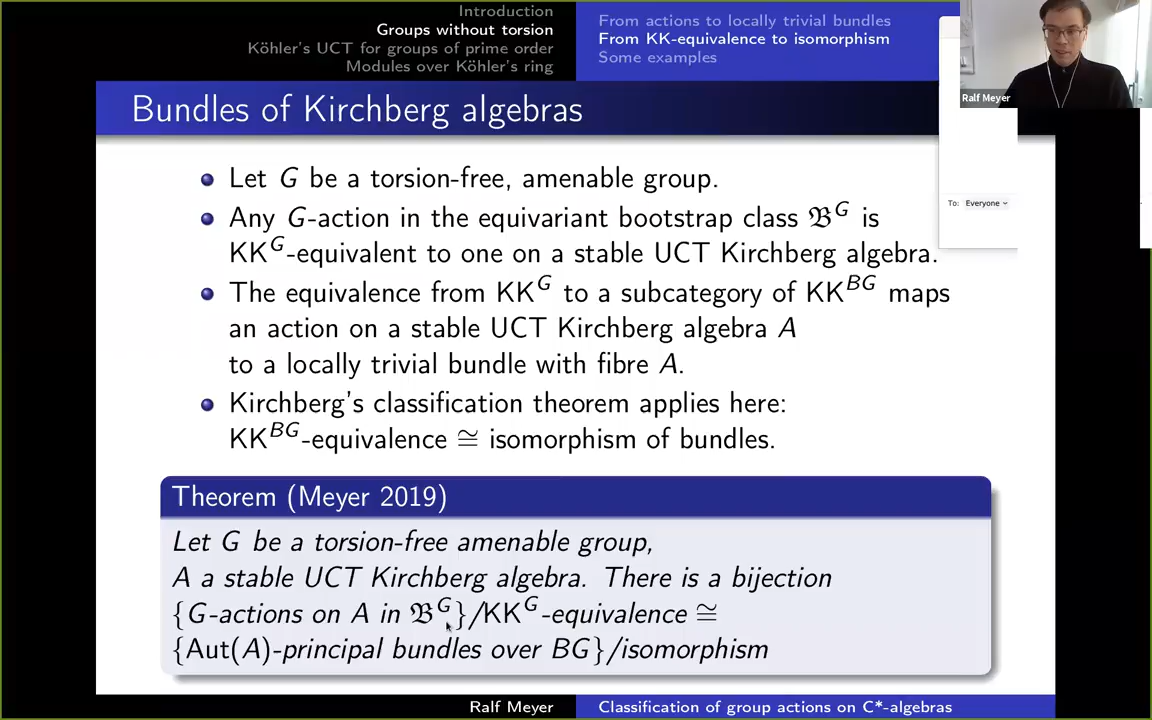 Introduction
Groups without torsion
Köhler's UCT for groups of prime order
Modules over Köhler's ring
From actions to locally trivial bundles
From KK-equivalence to isomorphism
Some examples
Ralf Meyer
To: Everyone
Bundles of Kirchberg algebras
Let G be a torsion-free, amenable group.
Any G-action in the equivariant bootstrap class 𝔅^G is
KK^G-equivalent to one on a stable UCT Kirchberg algebra.
The equivalence from KK^G to a subcategory of KK^BG maps
an action on a stable UCT Kirchberg algebra A
to a locally trivial bundle with fibre A.
Kirchberg's classification theorem applies here:
KK^BG-equivalence ≅ isomorphism of bundles.
Theorem (Meyer 2019)
Let G be a torsion-free amenable group,
A a stable UCT Kirchberg algebra. There is a bijection
{G-actions on A in 𝔅^G}/KK^G-equivalence ≅
{Aut(A)-principal bundles over BG}/isomorphism
Ralf Meyer
Classification of group actions on C*-algebras